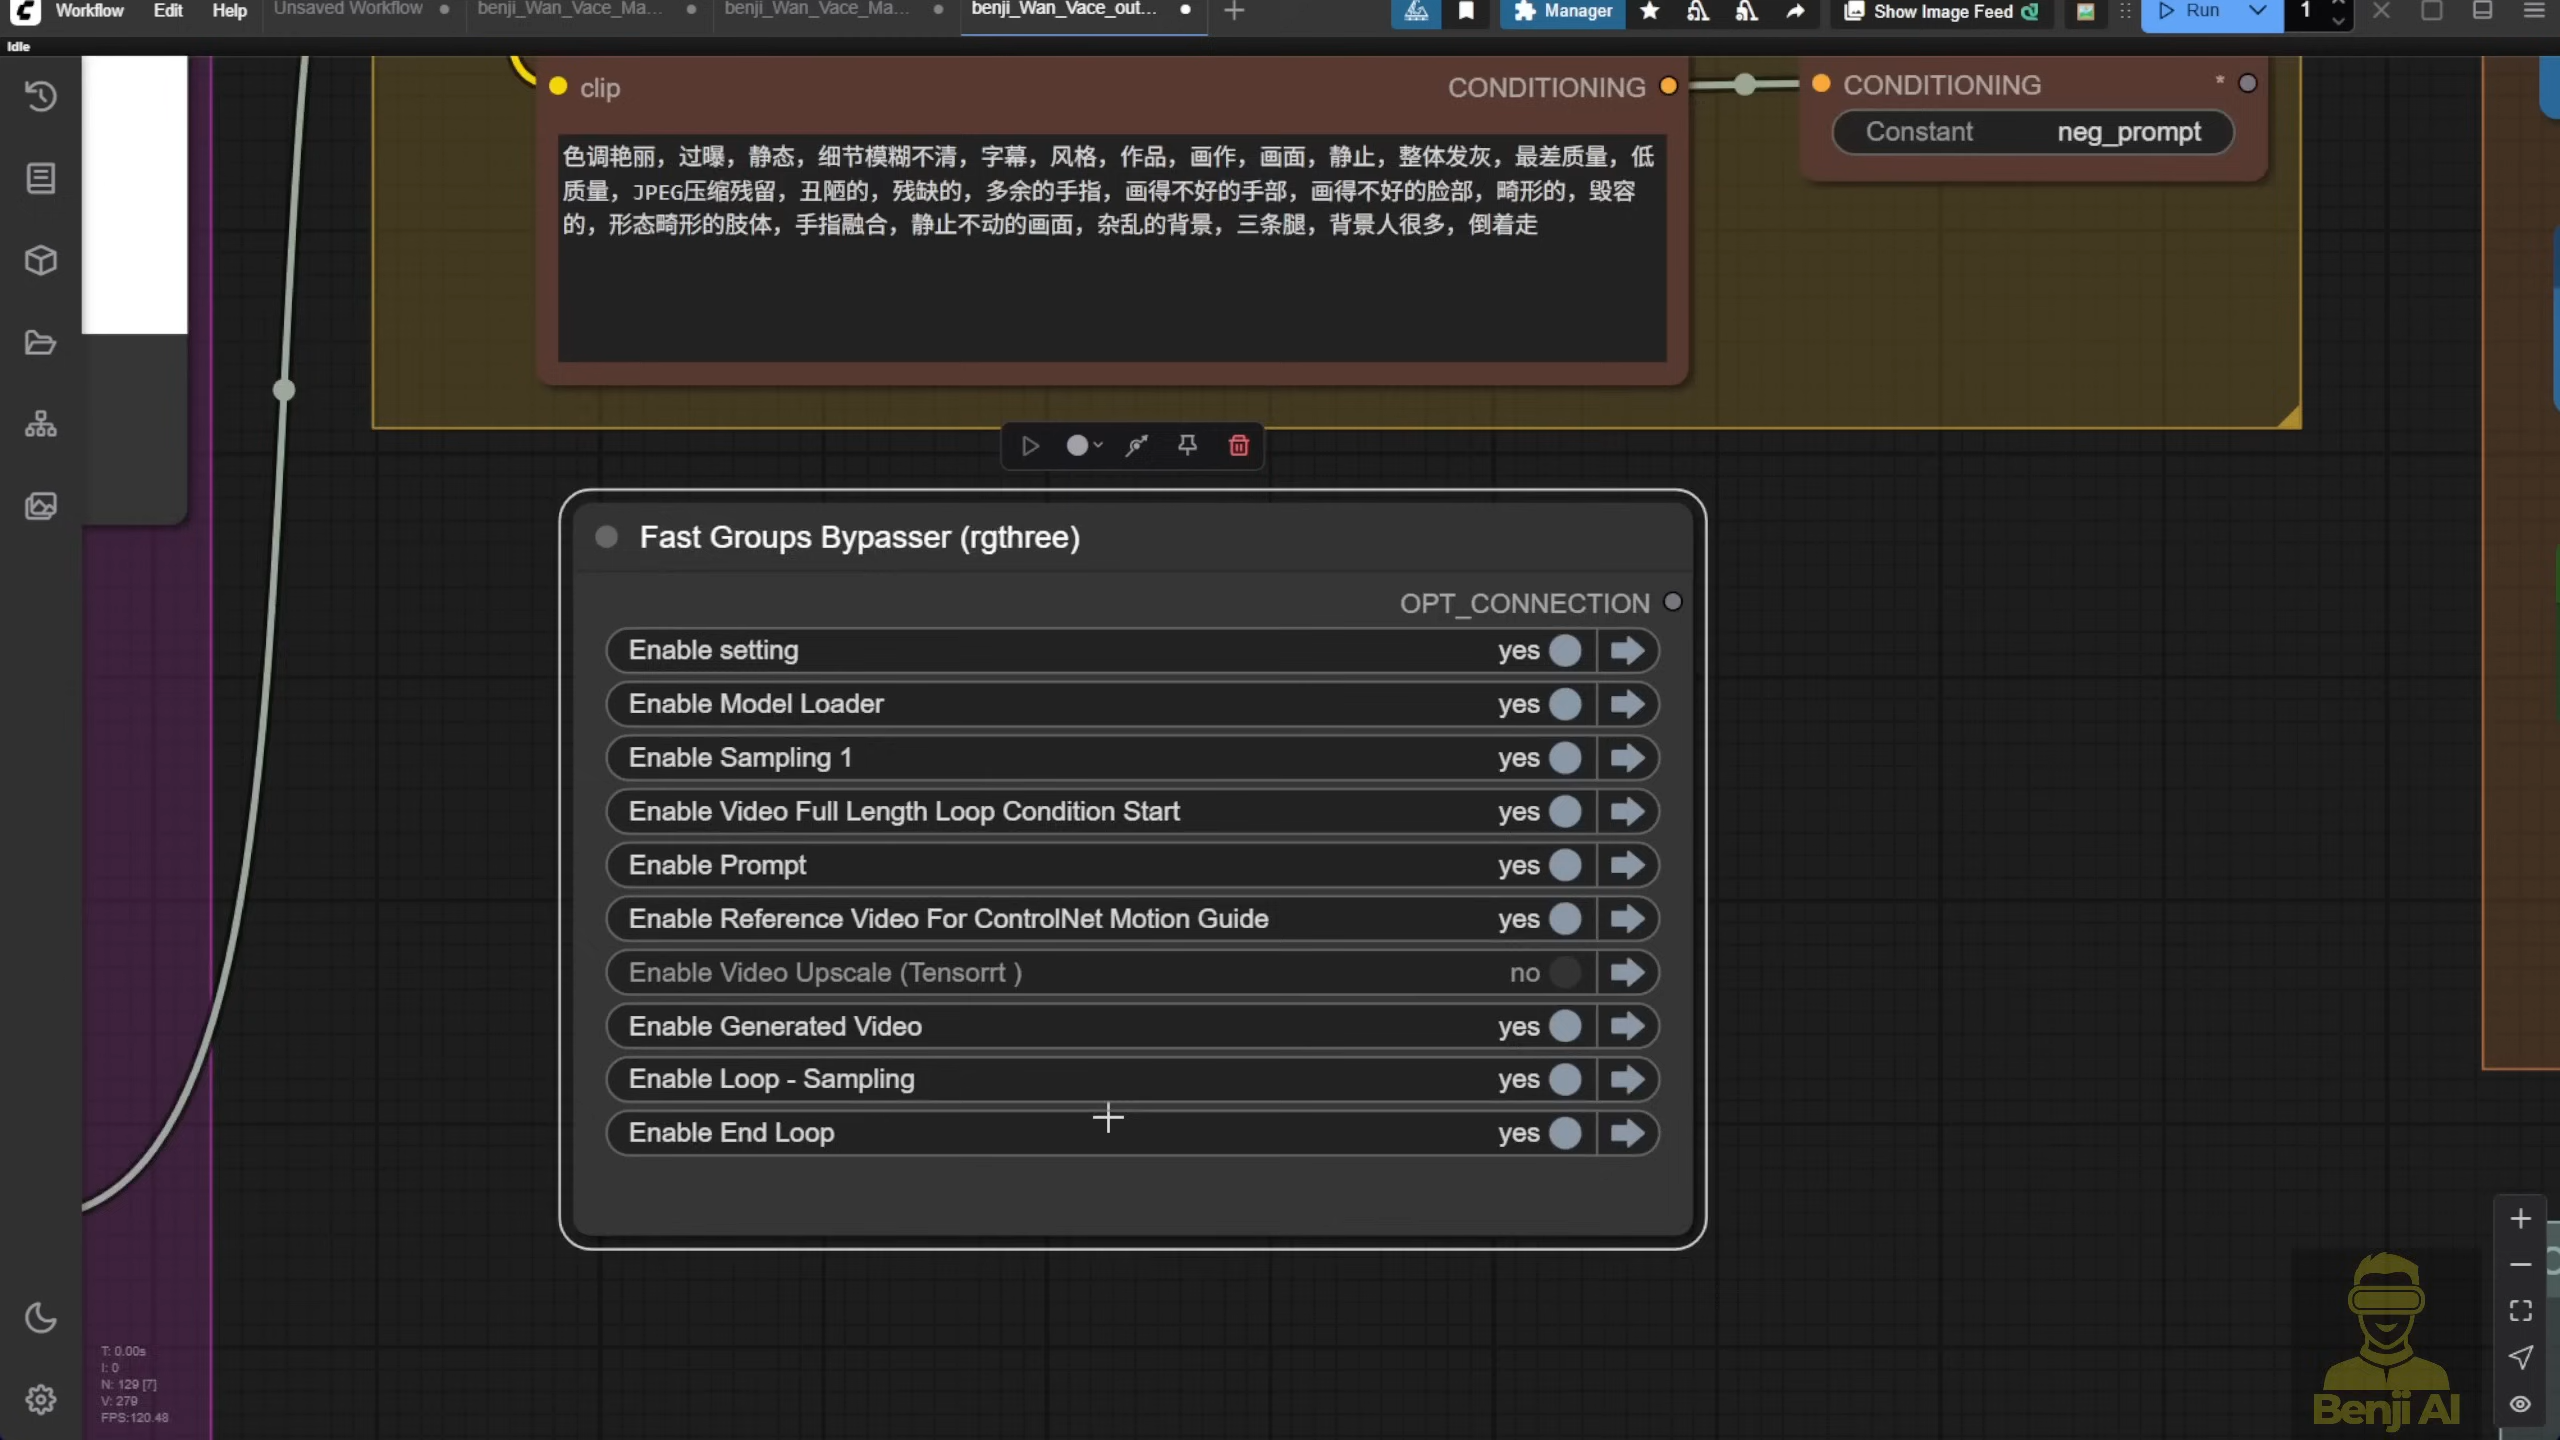 Workflow
Edit
Help
Unsaved Workflow
benji_Wan_Vace_Ma...
benji_Wan_Vace_Ma...
benji_Wan_Vace_out...
Manager
Show Image Feed
Run
1
Idle
clip
CONDITIONING
CONDITIONING
*
Constant
neg_prompt
色调艳丽，过曝，静态，细节模糊不清，字幕，风格，作品，画作，画面，静止，整体发灰，最差质量，低
质量，JPEG压缩残留，丑陋的，残缺的，多余的手指，画得不好的手部，画得不好的脸部，畸形的，毁容
的，形态畸形的肢体，手指融合，静止不动的画面，杂乱的背景，三条腿，背景人很多，倒着走
Fast Groups Bypasser (rgthree)
OPT_CONNECTION
Enable setting yes
Enable Model Loader yes
Enable Sampling 1 yes
Enable Video Full Length Loop Condition Start yes
Enable Prompt yes
Enable Reference Video For ControlNet Motion Guide yes
Enable Video Upscale (Tensorrt ) no
Enable Generated Video yes
Enable Loop - Sampling yes
Enable End Loop yes
T: 0.00s
I: 0
N: 129 [7]
V: 279
FPS:120.48
Benji AI